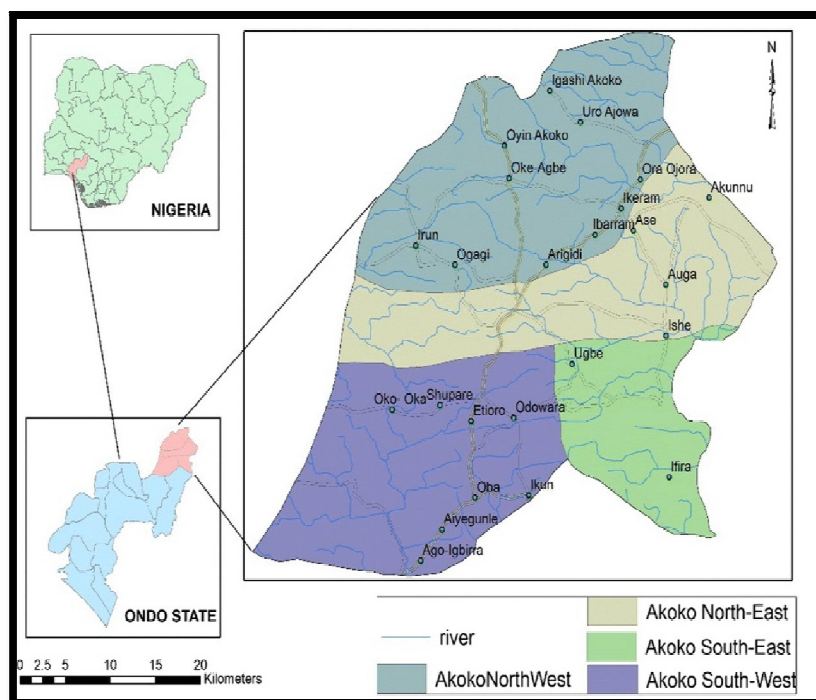 NIGERIA
ONDO STATE
0 2.5 5 10 15 20
Kilometers
N
Igashi Akoko
Uro Ajowa
Oyin Akoko
Oke-Agbe
Ora Ojora
Akunnu
Ikeram
Ibarram
Ase
Irun
Ogagi
Arigidi
Auga
Ishe
Ugbe
Oko- Oka
Shupare
Etioro
Odowara
Ifira
Oba
Ikun
Aiyegunle
Ago-Igbirra
river
AkokoNorthWest
Akoko North-East
Akoko South-East
Akoko South-West